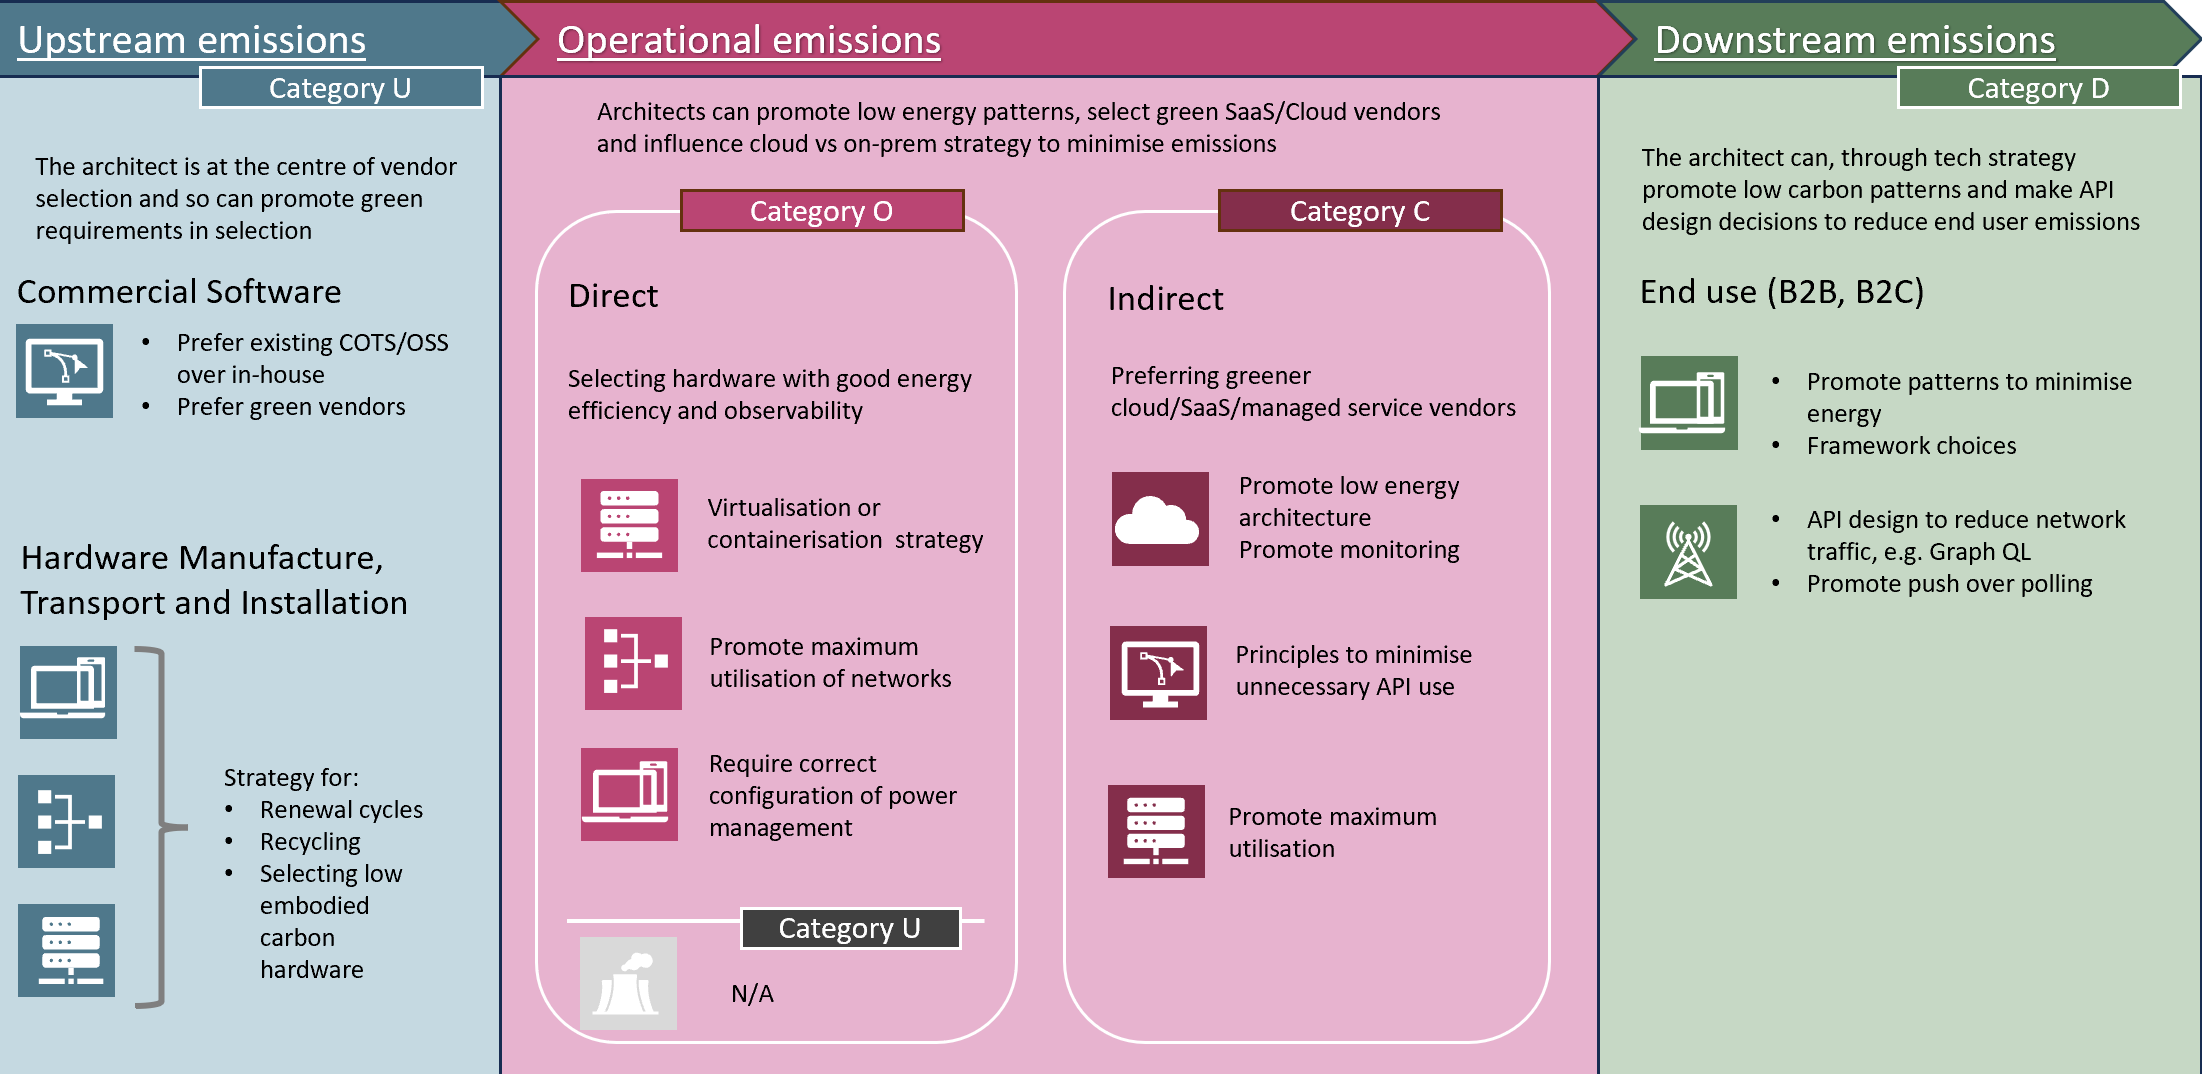 Upstream emissions
Category U
The architect is at the centre of vendor
selection and so can promote green
requirements in selection
Commercial Software
• Prefer existing COTS/OSS
over in-house
• Prefer green vendors
Hardware Manufacture,
Transport and Installation
Strategy for:
• Renewal cycles
• Recycling
• Selecting low
embodied
carbon
hardware
Operational emissions
Architects can promote low energy patterns, select green SaaS/Cloud vendors
and influence cloud vs on-prem strategy to minimise emissions
Category O
Direct
Selecting hardware with good energy
efficiency and observability
Virtualisation or
containerisation strategy
Promote maximum
utilisation of networks
Require correct
configuration of power
management
Category U
N/A
Category C
Indirect
Preferring greener
cloud/SaaS/managed service vendors
Promote low energy
architecture
Promote monitoring
Principles to minimise
unnecessary API use
Promote maximum
utilisation
Downstream emissions
Category D
The architect can, through tech strategy
promote low carbon patterns and make API
design decisions to reduce end user emissions
End use (B2B, B2C)
• Promote patterns to minimise
energy
• Framework choices
• API design to reduce network
traffic, e.g. Graph QL
• Promote push over polling